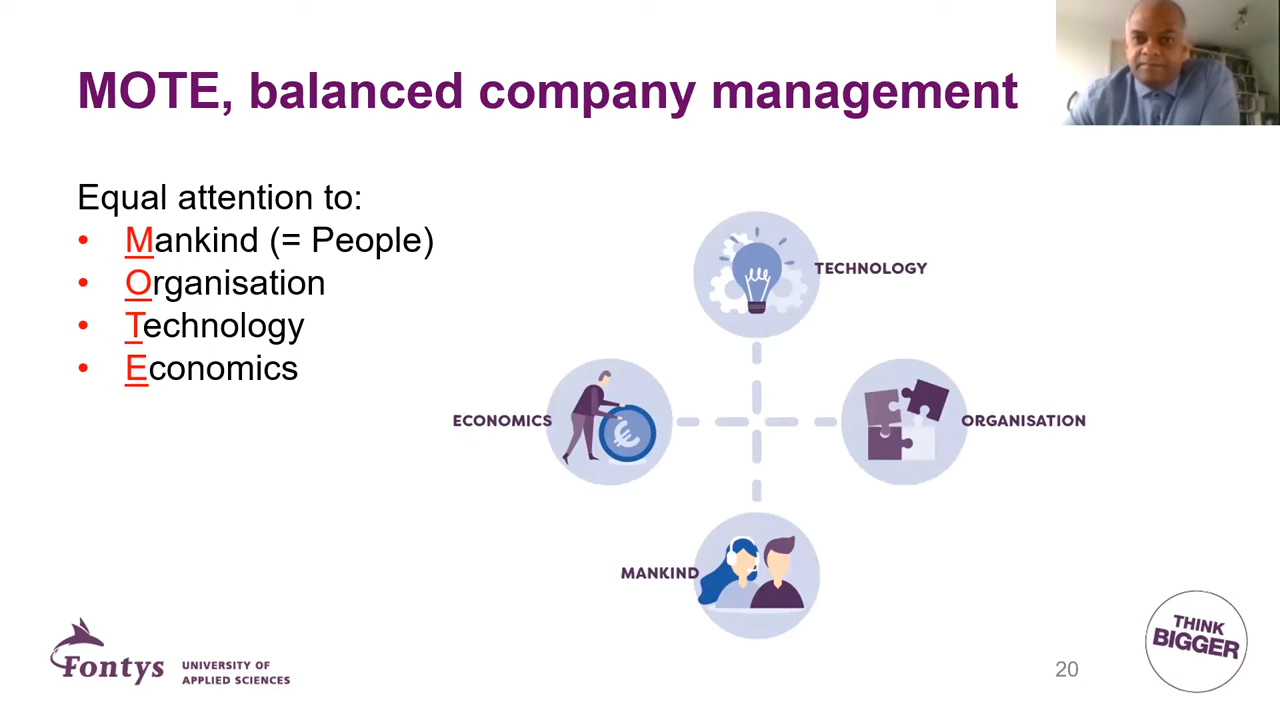 MOTE, balanced company management
Equal attention to:
• Mankind (= People)
• Organisation
• Technology
• Economics
TECHNOLOGY
ECONOMICS
€
ORGANISATION
MANKIND
Fontys
UNIVERSITY OF
APPLIED SCIENCES
20
THINK
BIGGER